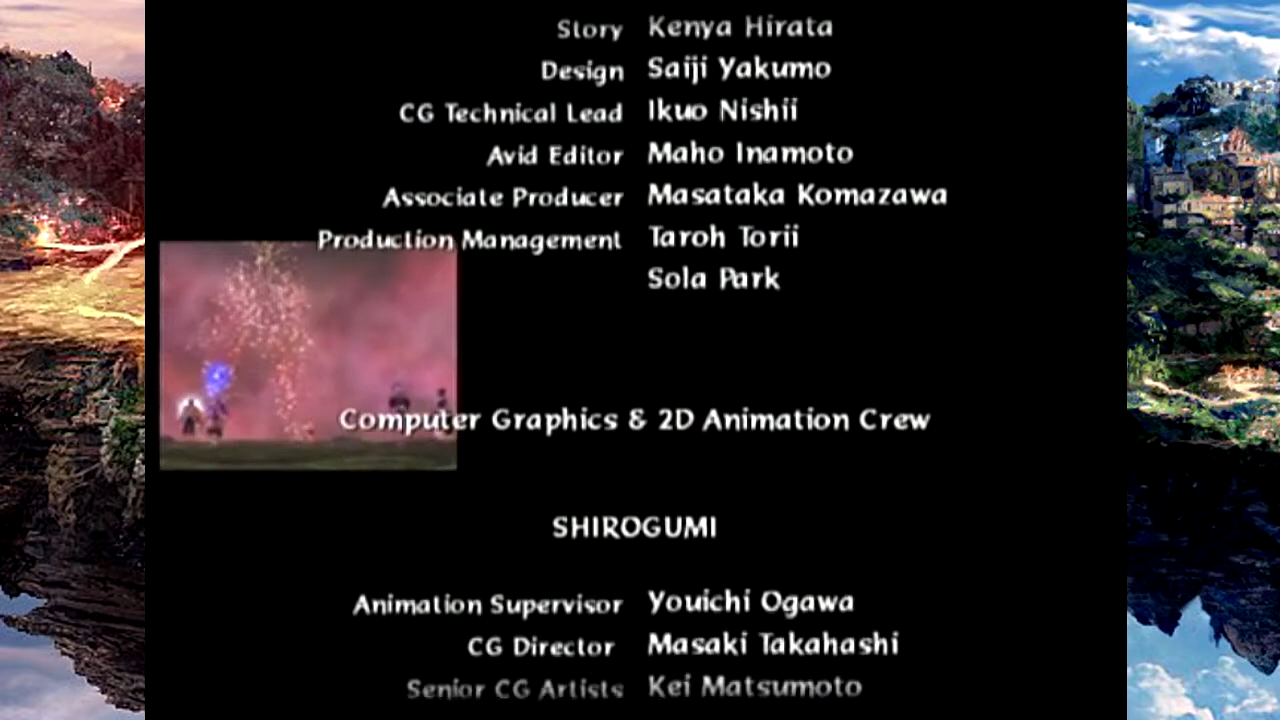 Story Kenya Hirata
Design Saiji Yakumo
CG Technical Lead Ikuo Nishii
Avid Editor Maho Inamoto
Associate Producer Masataka Komazawa
Production Management Taroh Torii
Sola Park
Computer Graphics & 2D Animation Crew
SHIROGUMI
Animation Supervisor Youichi Ogawa
CG Director Masaki Takahashi
Senior CG Artists Kei Matsumoto